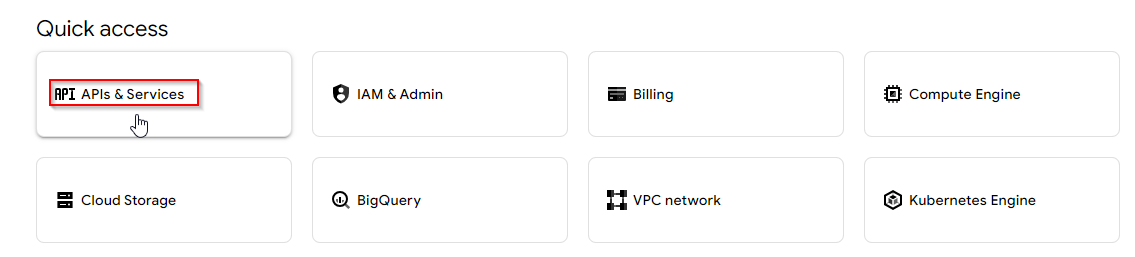 Quick access
API APIs & Services
IAM & Admin
Billing
Compute Engine
Cloud Storage
BigQuery
VPC network
Kubernetes Engine